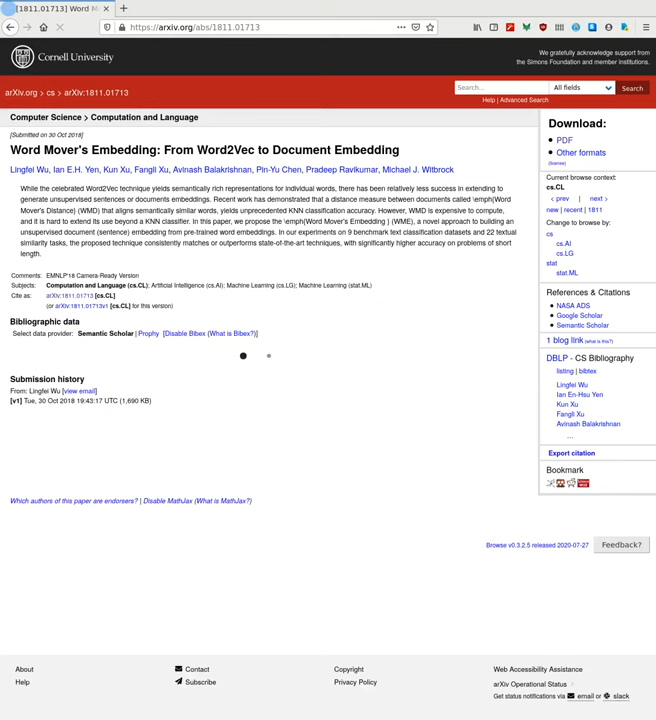 [1811.01713] Word M
https://arxiv.org/abs/1811.01713
Cornell University
We gratefully acknowledge support from
the Simons Foundation and member institutions.
arXiv.org > cs > arXiv:1811.01713
Search...
All fields
Search
Help | Advanced Search
Computer Science > Computation and Language
[Submitted on 30 Oct 2018]
Word Mover's Embedding: From Word2Vec to Document Embedding
Lingfei Wu, Ian E.H. Yen, Kun Xu, Fangli Xu, Avinash Balakrishnan, Pin-Yu Chen, Pradeep Ravikumar, Michael J. Witbrock
While the celebrated Word2Vec technique yields semantically rich representations for individual words, there has been relatively less success in extending to
generate unsupervised sentences or documents embeddings. Recent work has demonstrated that a distance measure between documents called \emph{Word
Mover's Distance} (WMD) that aligns semantically similar words, yields unprecedented KNN classification accuracy. However, WMD is expensive to compute,
and it is hard to extend its use beyond a KNN classifier. In this paper, we propose the \emph{Word Mover's Embedding } (WME), a novel approach to building an
unsupervised document (sentence) embedding from pre-trained word embeddings. In our experiments on 9 benchmark text classification datasets and 22 textual
similarity tasks, the proposed technique consistently matches or outperforms state-of-the-art techniques, with significantly higher accuracy on problems of short
length.
Comments: EMNLP'18 Camera-Ready Version
Subjects: Computation and Language (cs.CL); Artificial Intelligence (cs.AI); Machine Learning (cs.LG); Machine Learning (stat.ML)
Cite as: arXiv:1811.01713 [cs.CL]
(or arXiv:1811.01713v1 [cs.CL] for this version)
Bibliographic data
Select data provider: Semantic Scholar | Prophy [Disable Bibex (What is Bibex?)]
Submission history
From: Lingfei Wu [view email]
[v1] Tue, 30 Oct 2018 19:43:17 UTC (1,690 KB)
Which authors of this paper are endorsers? | Disable MathJax (What is MathJax?)
Download:
PDF
Other formats
(license)
Current browse context:
cs.CL
< prev | next >
new | recent | 1811
Change to browse by:
cs
cs.AI
cs.LG
stat
stat.ML
References & Citations
NASA ADS
Google Scholar
Semantic Scholar
1 blog link (what is this?)
DBLP - CS Bibliography
listing | bibtex
Lingfei Wu
Ian En-Hsu Yen
Kun Xu
Fangli Xu
Avinash Balakrishnan
...
Export citation
Bookmark
Browse v0.3.2.5 released 2020-07-27
Feedback?
About
Help
Contact
Subscribe
Copyright
Privacy Policy
Web Accessibility Assistance
arXiv Operational Status
Get status notifications via email or slack